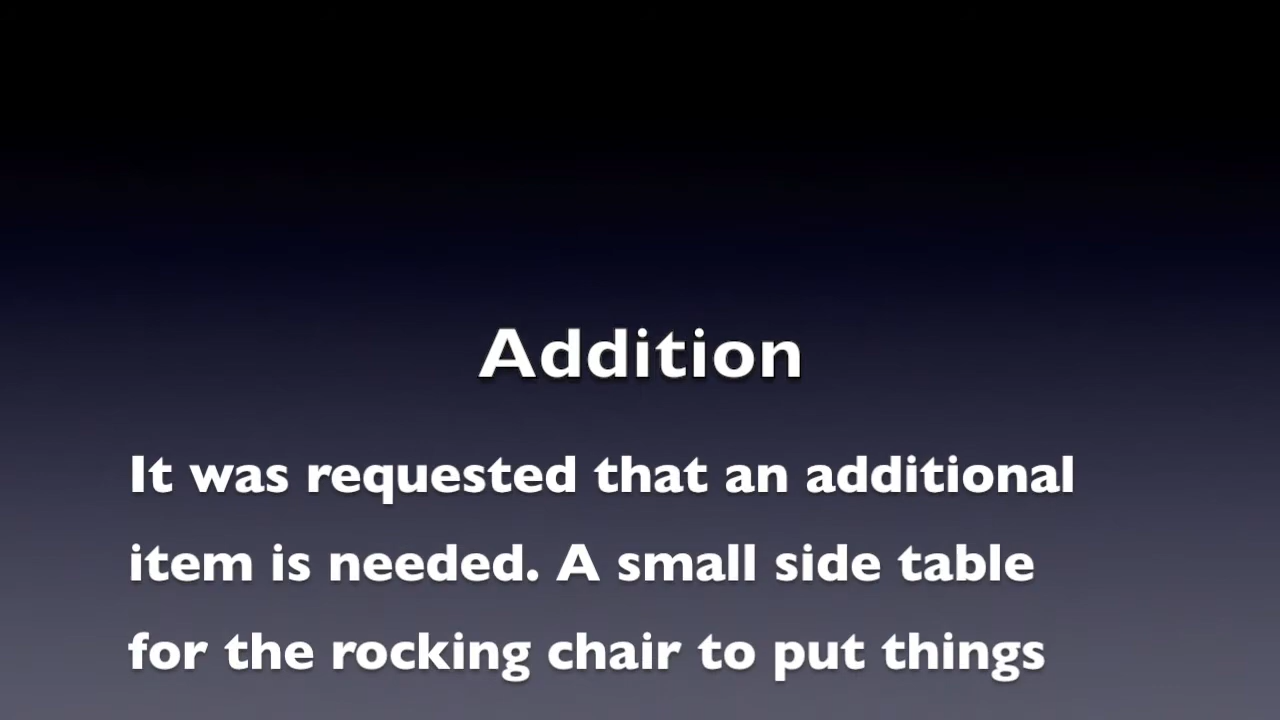 Addition
It was requested that an additional
item is needed. A small side table
for the rocking chair to put things